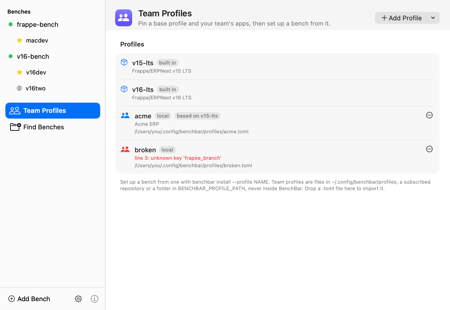 Benches
frappe-bench
macdev
v16-bench
v16dev
v16two
Team Profiles
Find Benches
Add Bench
Team Profiles
Pin a base profile and your team's apps, then set up a bench from it.
Add Profile
Profiles
v15-lts built in
Frappe/ERPNext v15 LTS
v16-lts built in
Frappe/ERPNext v16 LTS
acme local based on v15-lts
Acme ERP
/Users/you/.config/benchbar/profiles/acme.toml
broken local
line 3: unknown key 'frapee_branch'
/Users/you/.config/benchbar/profiles/broken.toml
Set up a bench from one with benchbar install --profile NAME. Team profiles are files in ~/.config/benchbar/profiles, a subscribed
repository or a folder in BENCHBAR_PROFILE_PATH, never inside BenchBar. Drop a .toml file here to import it.